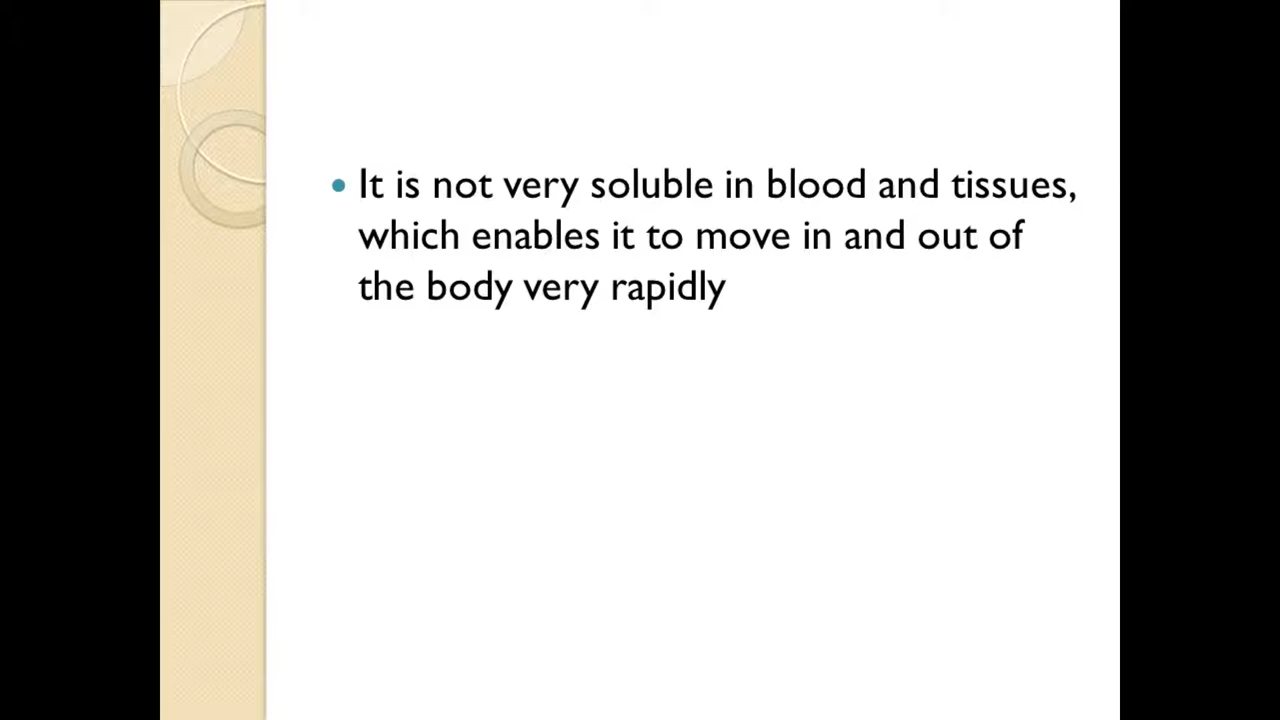 • It is not very soluble in blood and tissues,
which enables it to move in and out of
the body very rapidly